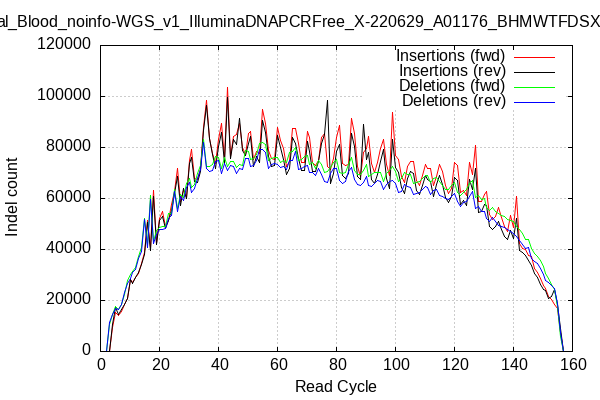 al_Blood_noinfo-WGS_v1_IlluminaDNAPCRFree_X-220629_A01176_BHMWTFDSX
Insertions (fwd)
Insertions (rev)
Deletions (fwd)
Deletions (rev)
120000
100000
80000
60000
40000
20000
0
Indel count
0 20 40 60 80 100 120 140 160
Read Cycle